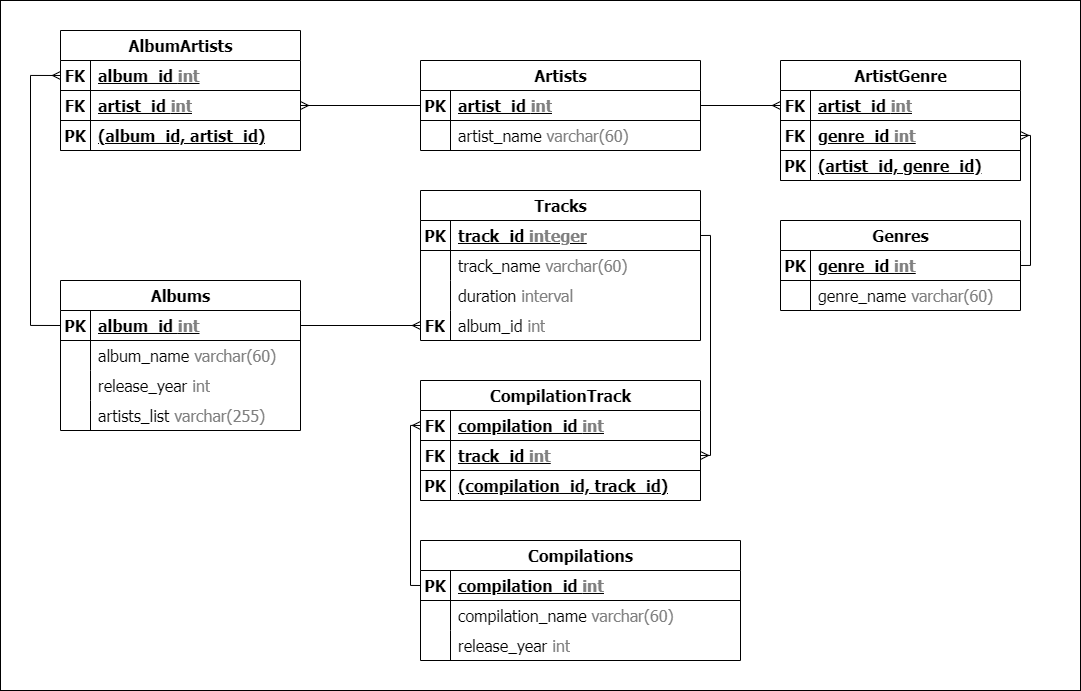 AlbumArtists
FK album_id int
FK artist_id int
PK (album_id, artist_id)
Artists
PK artist_id int
artist_name varchar(60)
ArtistGenre
FK artist_id int
FK genre_id int
PK (artist_id, genre_id)
Tracks
PK track_id integer
track_name varchar(60)
duration interval
FK album_id int
Genres
PK genre_id int
genre_name varchar(60)
Albums
PK album_id int
album_name varchar(60)
release_year int
artists_list varchar(255)
CompilationTrack
FK compilation_id int
FK track_id int
PK (compilation_id, track_id)
Compilations
PK compilation_id int
compilation_name varchar(60)
release_year int